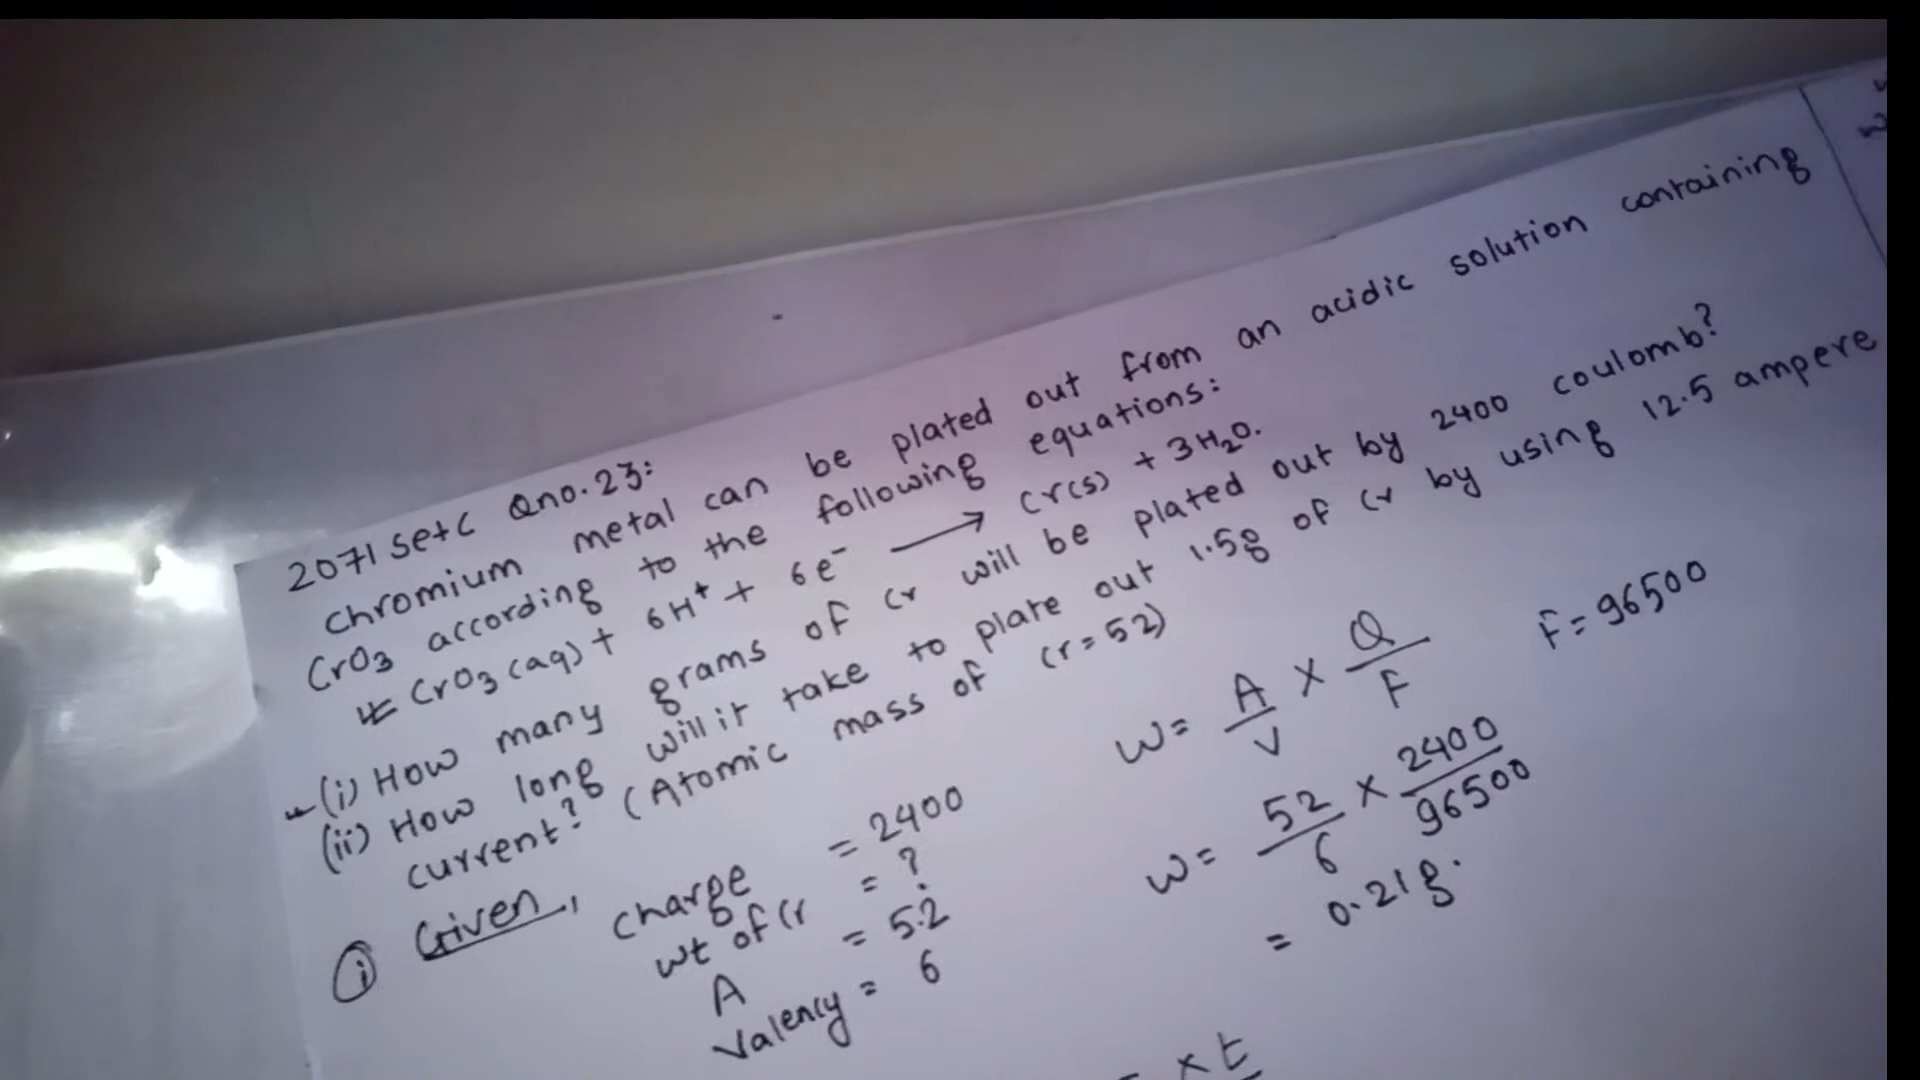 2071 Set C Qno.23:
chromium metal can be plated out from an acidic solution containing
CrO3 according to the following equations:
CrO3 (aq) + 6H+ + 6e- → Cr(s) + 3H2O.
(i) How many grams of Cr will be plated out by 2400 coulomb?
(ii) How long will it take to plate out 1.5g of Cr by using 12.5 ampere
current? (Atomic mass of Cr = 52)
(i) Given,
charge = 2400
wt of Cr = ?
A = 52
Valency = 6
W = A/V × Q/F F = 96500
W = 52/6 × 2400/96500
= 0.21g.
× t